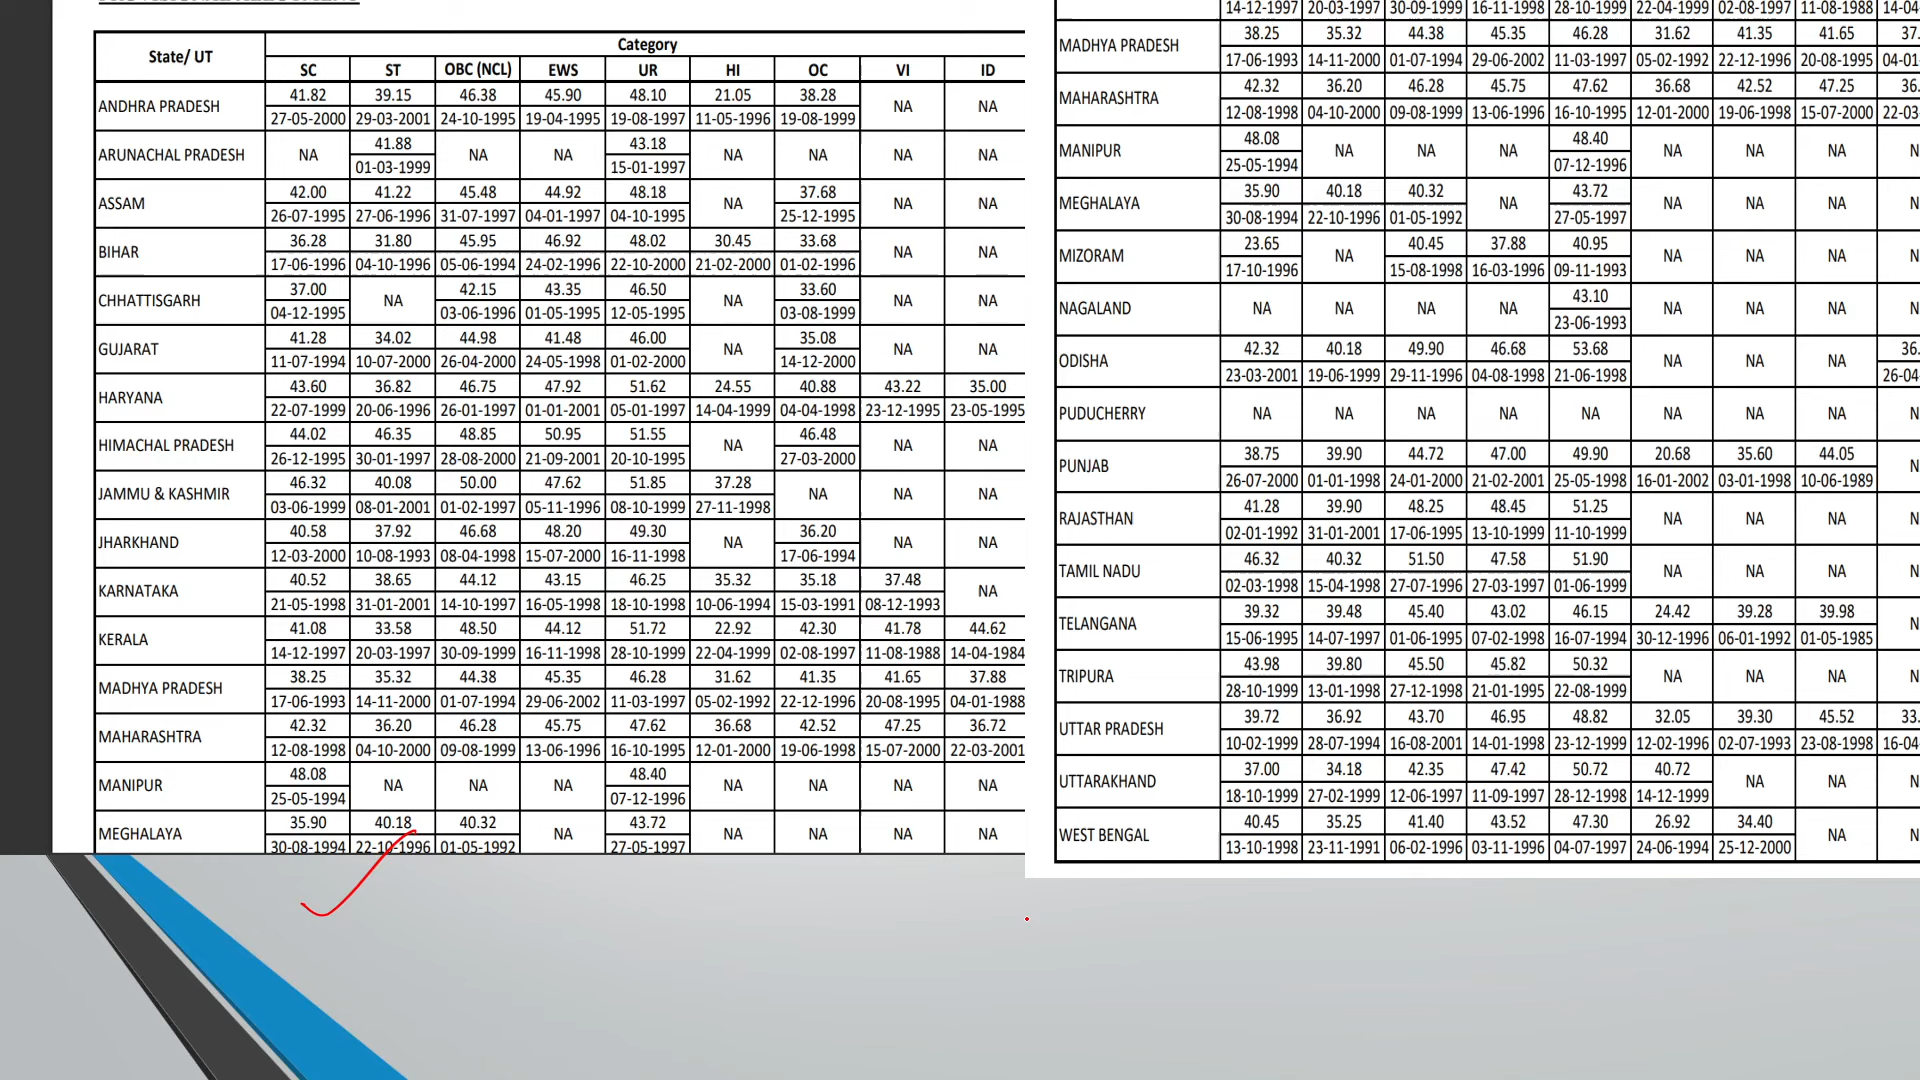 State/ UT Category
SC ST OBC (NCL) EWS UR HI OC VI ID
ANDHRA PRADESH 41.82 39.15 46.38 45.90 48.10 21.05 38.28 NA NA
27-05-2000 29-03-2001 24-10-1995 19-04-1995 19-08-1997 11-05-1996 19-08-1999
ARUNACHAL PRADESH NA 41.88 NA NA 43.18 NA NA NA NA
01-03-1999 15-01-1997
ASSAM 42.00 41.22 45.48 44.92 48.18 NA 37.68 NA NA
26-07-1995 27-06-1996 31-07-1997 04-01-1997 04-10-1995 25-12-1995
BIHAR 36.28 31.80 45.95 46.92 48.02 30.45 33.68 NA NA
17-06-1996 04-10-1996 05-06-1994 24-02-1996 22-10-2000 21-02-2000 01-02-1996
CHHATTISGARH 37.00 NA 42.15 43.35 46.50 NA 33.60 NA NA
04-12-1995 03-06-1996 01-05-1995 12-05-1995 03-08-1999
GUJARAT 41.28 34.02 44.98 41.48 46.00 NA 35.08 NA NA
11-07-1994 10-07-2000 26-04-2000 24-05-1998 01-02-2000 14-12-2000
HARYANA 43.60 36.82 46.75 47.92 51.62 24.55 40.88 43.22 35.00
22-07-1999 20-06-1996 26-01-1997 01-01-2001 05-01-1997 14-04-1999 04-04-1998 23-12-1995 23-05-1995
HIMACHAL PRADESH 44.02 46.35 48.85 50.95 51.55 NA 46.48 NA NA
26-12-1995 30-01-1997 28-08-2000 21-09-2001 20-10-1995 27-03-2000
JAMMU & KASHMIR 46.32 40.08 50.00 47.62 51.85 37.28 NA NA NA
03-06-1999 08-01-2001 01-02-1997 05-11-1996 08-10-1999 27-11-1998
JHARKHAND 40.58 37.92 46.68 48.20 49.30 NA 36.20 NA NA
12-03-2000 10-08-1993 08-04-1998 15-07-2000 16-11-1998 17-06-1994
KARNATAKA 40.52 38.65 44.12 43.15 46.25 35.32 35.18 37.48 NA
21-05-1998 31-01-2001 14-10-1997 16-05-1998 18-10-1998 10-06-1994 15-03-1991 08-12-1993
KERALA 41.08 33.58 48.50 44.12 51.72 22.92 42.30 41.78 44.62
14-12-1997 20-03-1997 30-09-1999 16-11-1998 28-10-1999 22-04-1999 02-08-1997 11-08-1988 14-04-1984
MADHYA PRADESH 38.25 35.32 44.38 45.35 46.28 31.62 41.35 41.65 37.88
17-06-1993 14-11-2000 01-07-1994 29-06-2002 11-03-1997 05-02-1992 22-12-1996 20-08-1995 04-01-1988
MAHARASHTRA 42.32 36.20 46.28 45.75 47.62 36.68 42.52 47.25 36.72
12-08-1998 04-10-2000 09-08-1999 13-06-1996 16-10-1995 12-01-2000 19-06-1998 15-07-2000 22-03-2001
MANIPUR 48.08 NA NA NA 48.40 NA NA NA NA
25-05-1994 07-12-1996
MEGHALAYA 35.90 40.18 40.32 NA 43.72 NA NA NA NA
30-08-1994 22-10-1996 01-05-1992 27-05-1997
14-12-1997 20-03-1997 30-09-1999 16-11-1998 28-10-1999 22-04-1999 02-08-1997 11-08-1988 14-04
MADHYA PRADESH 38.25 35.32 44.38 45.35 46.28 31.62 41.35 41.65 37.
17-06-1993 14-11-2000 01-07-1994 29-06-2002 11-03-1997 05-02-1992 22-12-1996 20-08-1995 04-01
MAHARASHTRA 42.32 36.20 46.28 45.75 47.62 36.68 42.52 47.25 36.
12-08-1998 04-10-2000 09-08-1999 13-06-1996 16-10-1995 12-01-2000 19-06-1998 15-07-2000 22-03
MANIPUR 48.08 NA NA NA 48.40 NA NA NA N
25-05-1994 07-12-1996
MEGHALAYA 35.90 40.18 40.32 NA 43.72 NA NA NA N
30-08-1994 22-10-1996 01-05-1992 27-05-1997
MIZORAM 23.65 NA 40.45 37.88 40.95 NA NA NA N
17-10-1996 15-08-1998 16-03-1996 09-11-1993
NAGALAND NA NA NA NA 43.10 NA NA NA N
23-06-1993
ODISHA 42.32 40.18 49.90 46.68 53.68 NA NA NA 36.
23-03-2001 19-06-1999 29-11-1996 04-08-1998 21-06-1998 26-04
PUDUCHERRY NA NA NA NA NA NA NA NA N
PUNJAB 38.75 39.90 44.72 47.00 49.90 20.68 35.60 44.05 N
26-07-2000 01-01-1998 24-01-2000 21-02-2001 25-05-1998 16-01-2002 03-01-1998 10-06-1989
RAJASTHAN 41.28 39.90 48.25 48.45 51.25 NA NA NA N
02-01-1992 31-01-2001 17-06-1995 13-10-1999 11-10-1999
TAMIL NADU 46.32 40.32 51.50 47.58 51.90 NA NA NA N
02-03-1998 15-04-1998 27-07-1996 27-03-1997 01-06-1999
TELANGANA 39.32 39.48 45.40 43.02 46.15 24.42 39.28 39.98 N
15-06-1995 14-07-1997 01-06-1995 07-02-1998 16-07-1994 30-12-1996 06-01-1992 01-05-1985
TRIPURA 43.98 39.80 45.50 45.82 50.32 NA NA NA N
28-10-1999 13-01-1998 27-12-1998 21-01-1995 22-08-1999
UTTAR PRADESH 39.72 36.92 43.70 46.95 48.82 32.05 39.30 45.52 33.
10-02-1999 28-07-1994 16-08-2001 14-01-1998 23-12-1999 12-02-1996 02-07-1993 23-08-1998 16-04
UTTARAKHAND 37.00 34.18 42.35 47.42 50.72 40.72 NA NA N
18-10-1999 27-02-1999 12-06-1997 11-09-1997 28-12-1998 14-12-1999
WEST BENGAL 40.45 35.25 41.40 43.52 47.30 26.92 34.40 NA N
13-10-1998 23-11-1991 06-02-1996 03-11-1996 04-07-1997 24-06-1994 25-12-2000